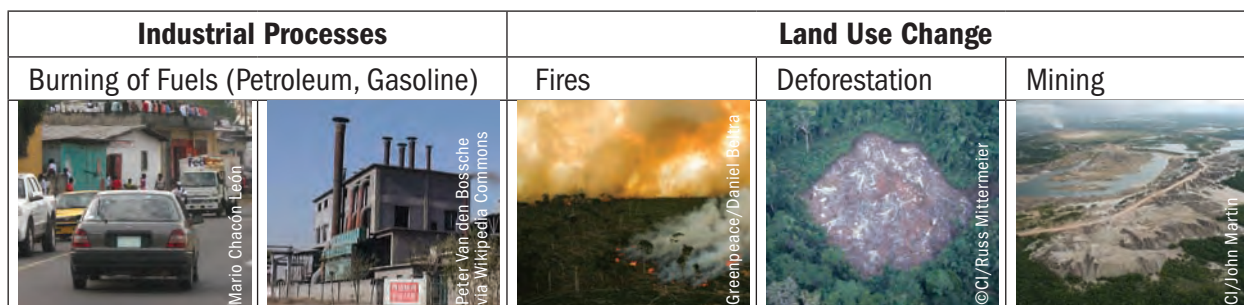 Industrial Processes
Land Use Change
Burning of Fuels (Petroleum, Gasoline)
Fires
Deforestation
Mining
FedEx
Mario Chacón León
Peter Van den Bossche
via Wikipedia Commons
Greenpeace/Daniel Beltra
©CI/Russ Mittermeier
CI/John Martin